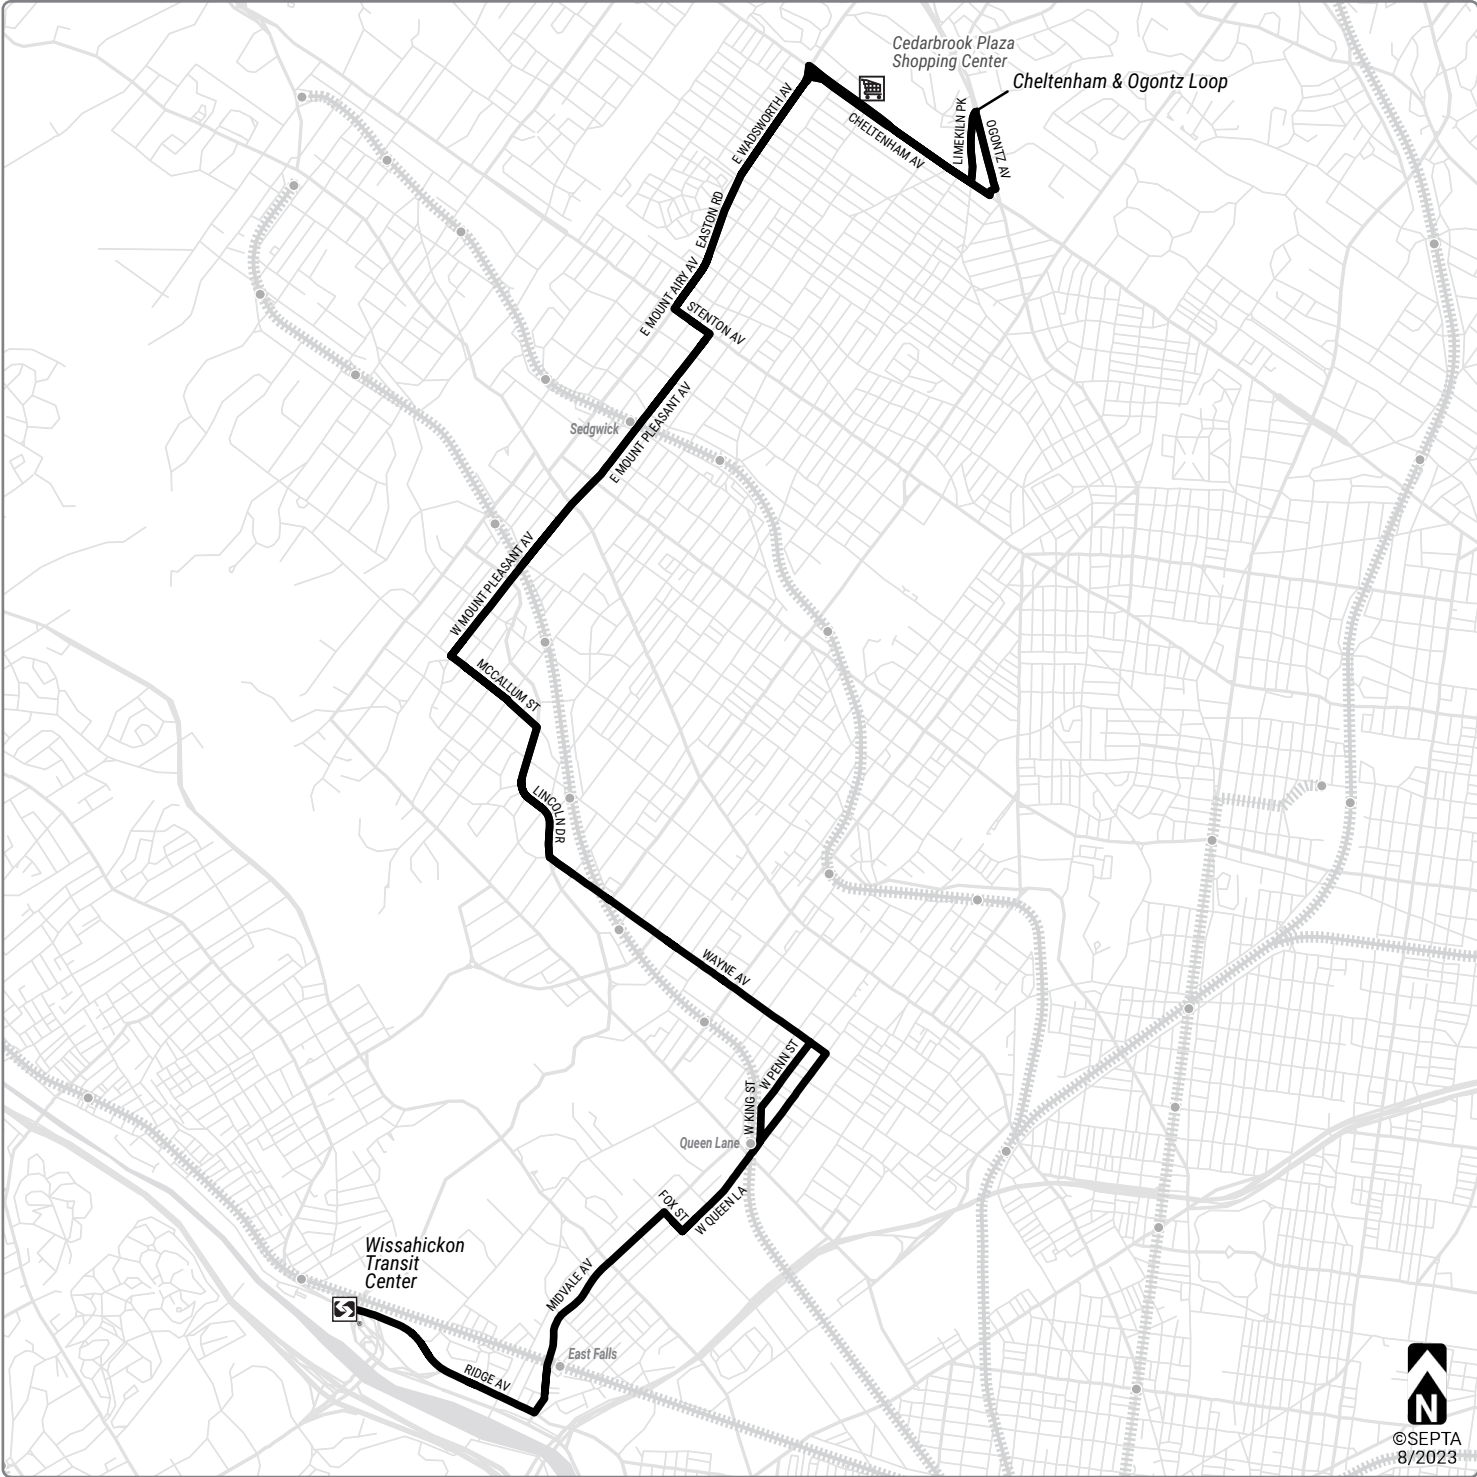 Cedarbrook Plaza
Shopping Center
Cheltenham & Ogontz Loop
E WADSWORTH AV
CHELTENHAM AV
LIMEKILN PK
OGONTZ AV
EASTON RD
E MOUNT AIRY AV
STENTON AV
E MOUNT PLEASANT AV
Sedgwick
W MOUNT PLEASANT AV
MCCALLUM ST
LINCOLN DR
WAYNE AV
W PENN ST
W KING ST
Queen Lane
FOX ST
W QUEEN LA
Wissahickon
Transit
Center
MIDVALE AV
East Falls
RIDGE AV
N
©SEPTA
8/2023